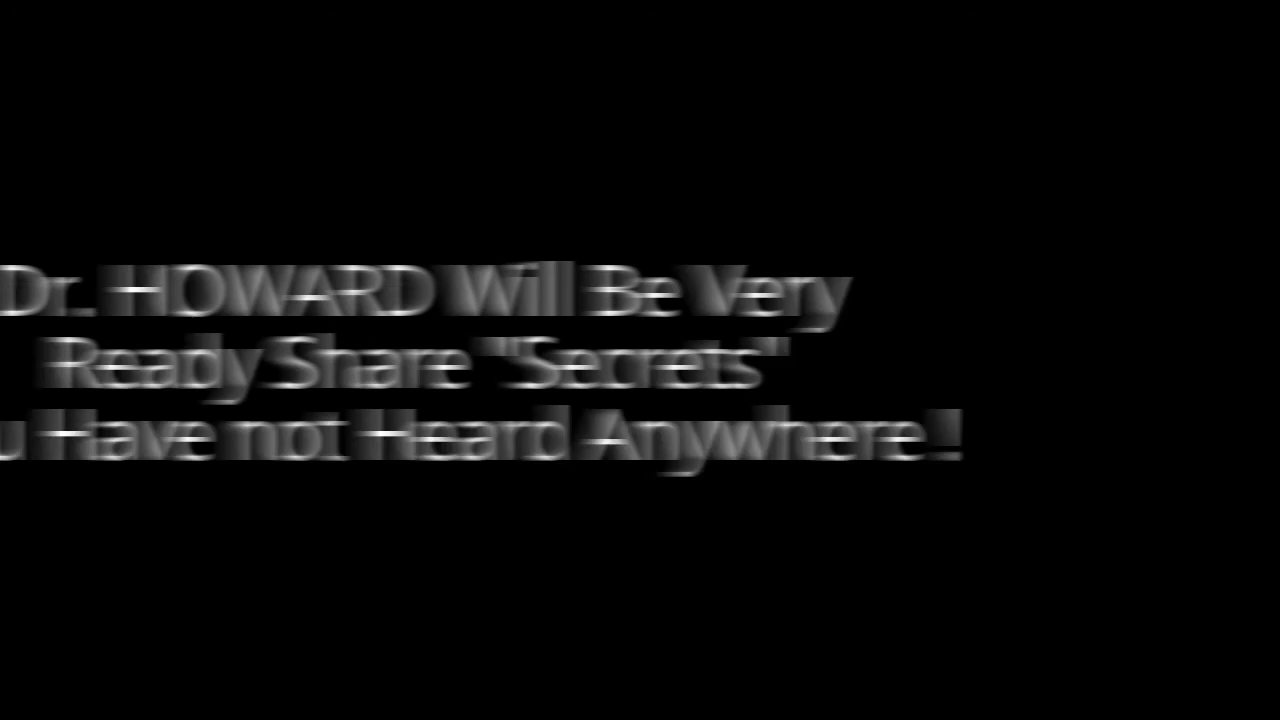 Dr. HOWARD Will Be Very
Ready Share "Secrets"
u Have not Heard Anywhere !